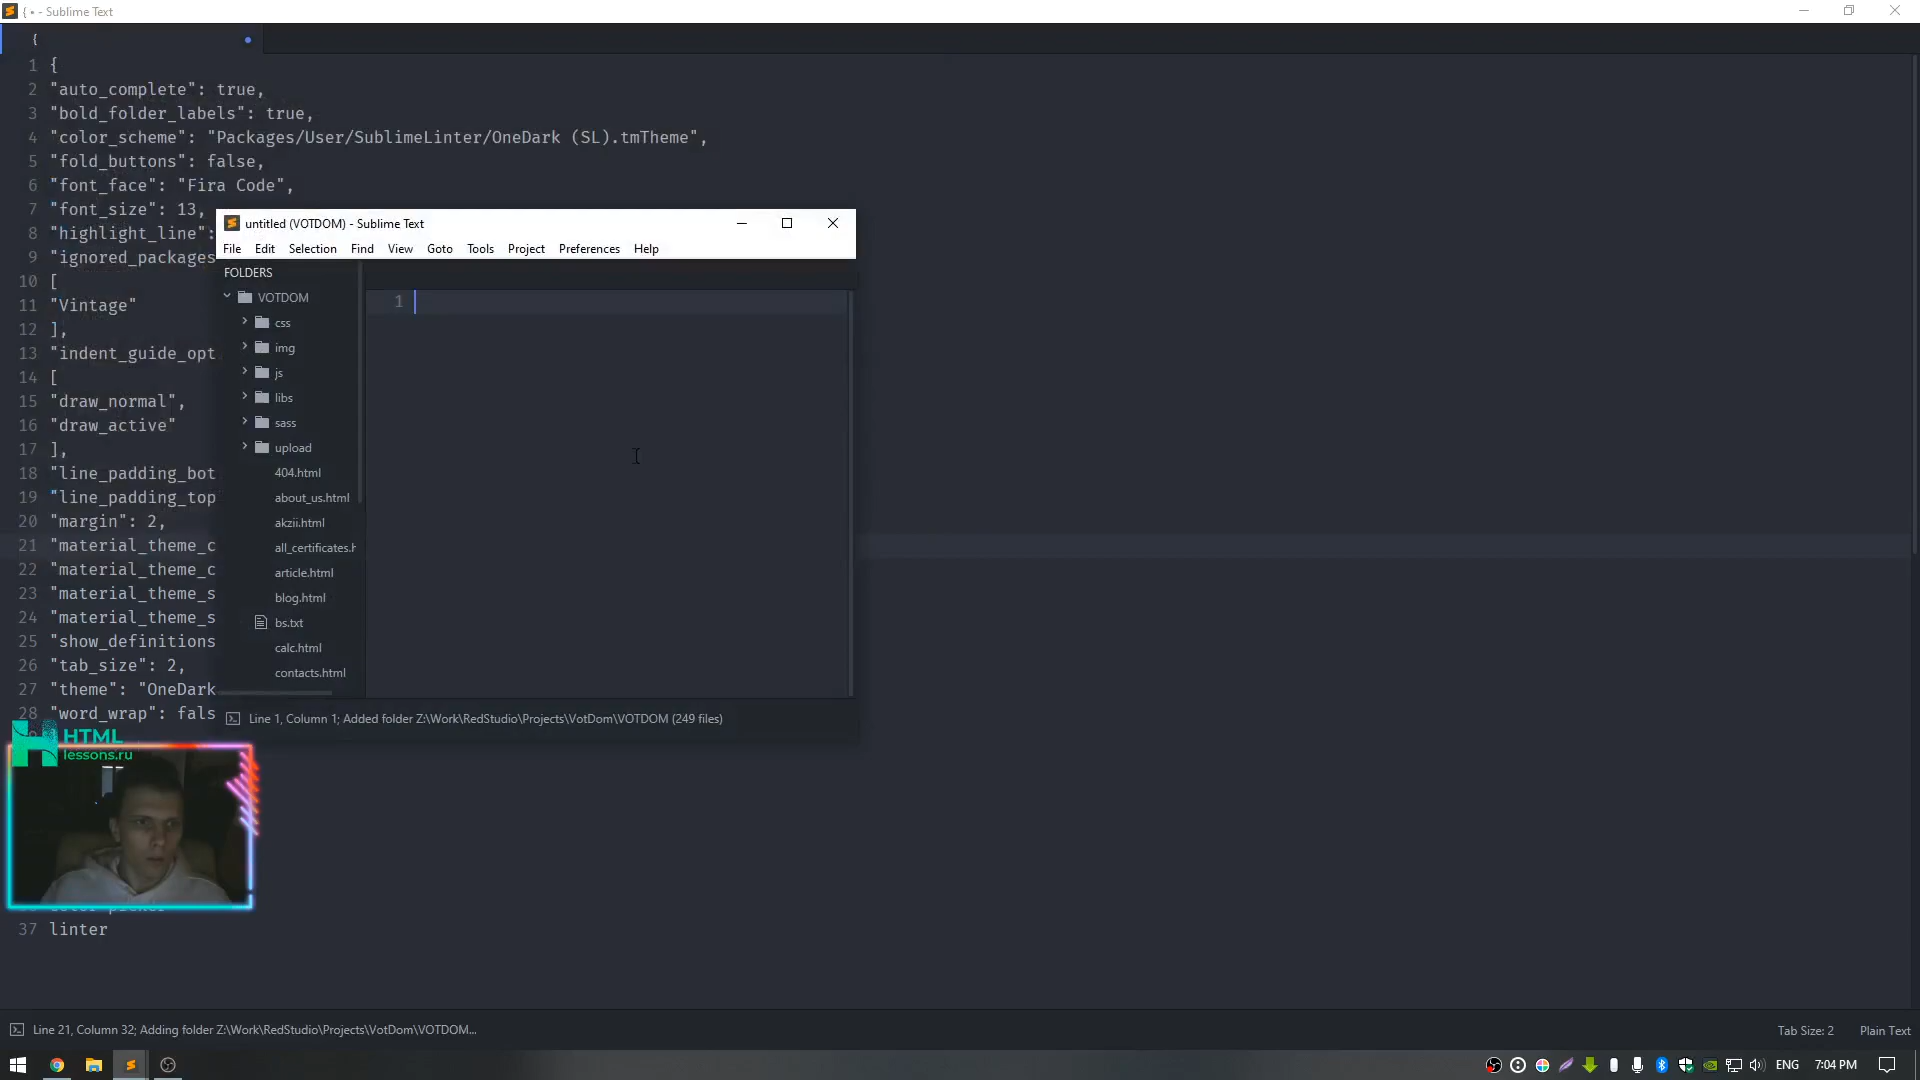 { • - Sublime Text
{
1 {
2 "auto_complete": true,
3 "bold_folder_labels": true,
4 "color_scheme": "Packages/User/SublimeLinter/OneDark (SL).tmTheme",
5 "fold_buttons": false,
6 "font_face": "Fira Code",
7 "font_size": 13,
8 "highlight_line":
9 "ignored_packages
10 [
11 "Vintage"
12 ],
13 "indent_guide_opt
14 [
15 "draw_normal",
16 "draw_active"
17 ],
18 "line_padding_bot
19 "line_padding_top
20 "margin": 2,
21 "material_theme_c
22 "material_theme_c
23 "material_theme_s
24 "material_theme_s
25 "show_definitions
26 "tab_size": 2,
27 "theme": "OneDark
28 "word_wrap": fals
37 linter
untitled (VOTDOM) - Sublime Text
File Edit Selection Find View Goto Tools Project Preferences Help
FOLDERS
VOTDOM
css
img
js
libs
sass
upload
404.html
about_us.html
akzii.html
all_certificates.h
article.html
blog.html
bs.txt
calc.html
contacts.html
1
Line 1, Column 1; Added folder Z:\Work\RedStudio\Projects\VotDom\VOTDOM (249 files)
HTML
lessons.ru
Line 21, Column 32; Adding folder Z:\Work\RedStudio\Projects\VotDom\VOTDOM...
Tab Size: 2 Plain Text
ENG 7:04 PM